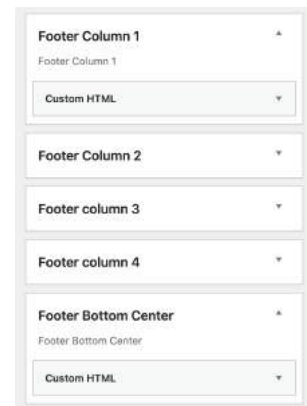 Footer Column 1
Footer Column 1
Custom HTML
Footer Column 2
Footer column 3
Footer column 4
Footer Bottom Center
Footer Bottom Center
Custom HTML